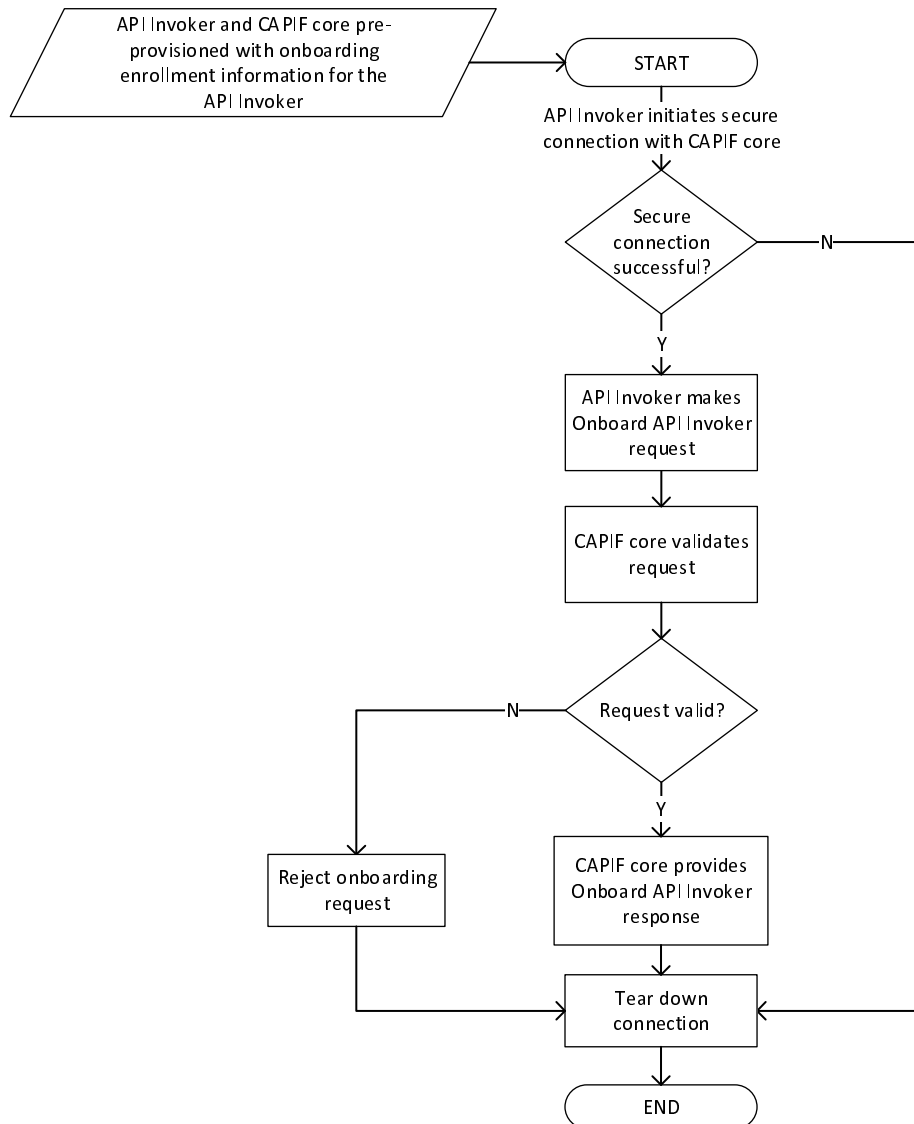 API Invoker and CAPIF core pre-
provisioned with onboarding
enrollment information for the
API Invoker
START
API Invoker initiates secure
connection with CAPIF core
Secure
connection
successful?
N
Y
API Invoker makes
Onboard API Invoker
request
CAPIF core validates
request
Request valid?
N
Y
Reject onboarding
request
CAPIF core provides
Onboard API Invoker
response
Tear down
connection
END